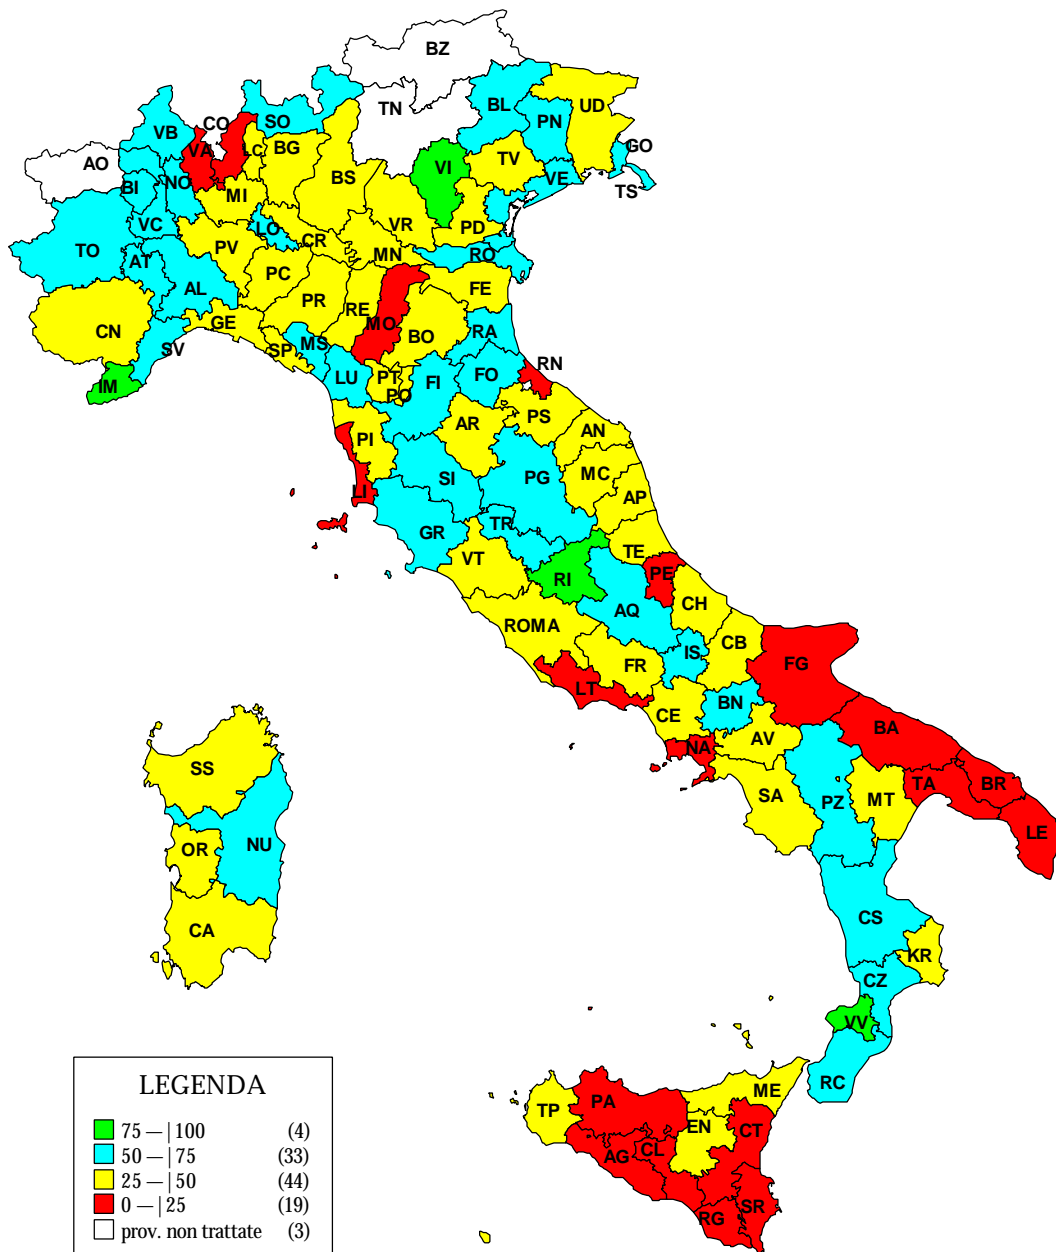 BZ
TN
BL
UD
PN
CO
SO
VB
VA
LC
BG
VI
TV
GO
AO
BI
NO
MI
BS
VE
TS
VC
LO
CR
VR
PD
TO
PV
MN
RO
AT
PC
AL
PR
RE
FE
CN
GE
MO
BO
RA
SV
SP
MS
IM
LU
PT
PO
FI
FO
RN
PI
AR
PS
AN
LI
SI
PG
MC
AP
GR
TR
VT
TE
RI
PE
CH
AQ
ROMA
CB
FR
IS
FG
LT
BN
CE
BA
NA
AV
SS
SA
PZ
MT
TA
BR
LE
OR
NU
CA
CS
KR
CZ
VV
RC
ME
TP
PA
EN
CT
AG
CL
RG
SR
LEGENDA
75 —| 100 (4)
50 —| 75 (33)
25 —| 50 (44)
0 —| 25 (19)
prov. non trattate (3)